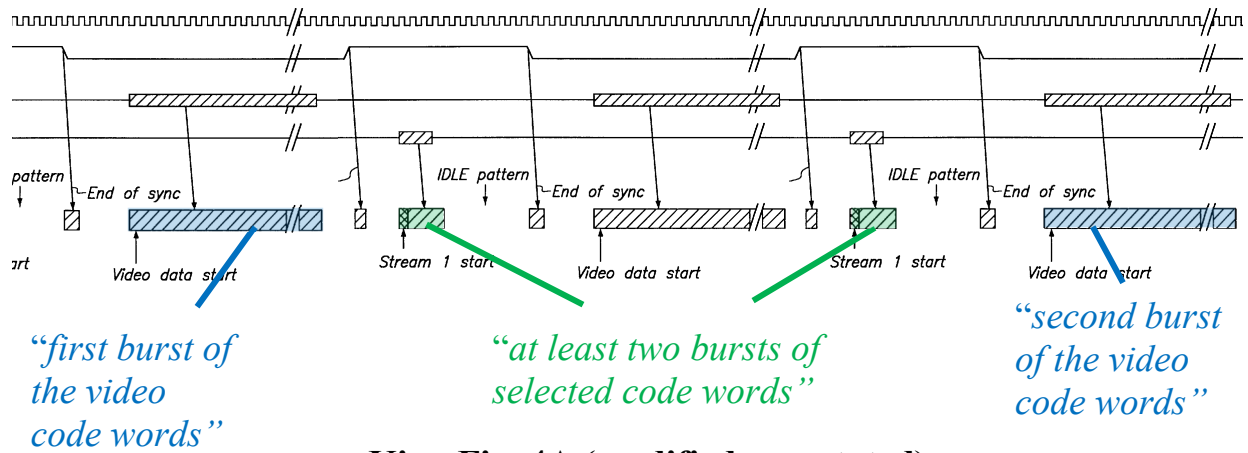 pattern
End of sync
IDLE pattern
End of sync
IDLE pattern
End of sync
Video data start
Stream 1 start
Video data start
Stream 1 start
Video data start
“first burst of
the video
code words”
“at least two bursts of
selected code words”
“second burst
of the video
code words”